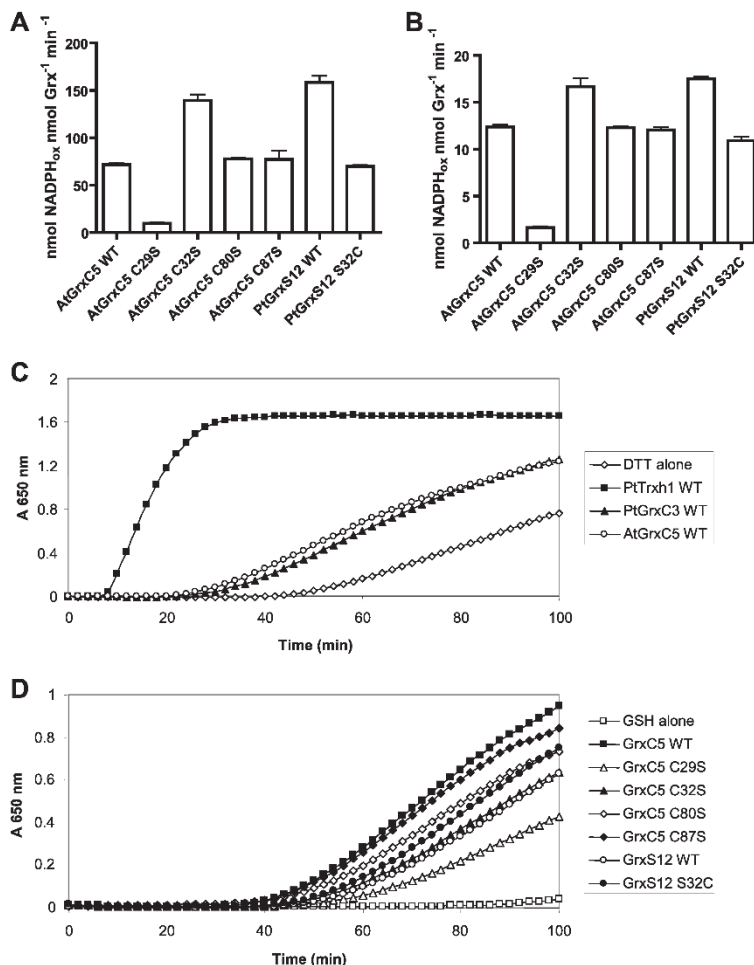 A
nmol NADPHox nmol Grx-1 min-1
200
150
100
50
0
AtGrxC5 WT
AtGrxC5 C29S
AtGrxC5 C32S
AtGrxC5 C80S
AtGrxC5 C87S
PtGrxS12 WT
PtGrxS12 S32C
B
nmol NADPHox nmol Grx-1 min-1
20
15
10
5
0
AtGrxC5 WT
AtGrxC5 C29S
AtGrxC5 C32S
AtGrxC5 C80S
AtGrxC5 C87S
PtGrxS12 WT
PtGrxS12 S32C
C
A 650 nm
2
1.6
1.2
0.8
0.4
0
0 20 40 60 80 100
Time (min)
DTT alone
PtTrxh1 WT
PtGrxC3 WT
AtGrxC5 WT
D
A 650 nm
1
0.8
0.6
0.4
0.2
0
0 20 40 60 80 100
Time (min)
GSH alone
GrxC5 WT
GrxC5 C29S
GrxC5 C32S
GrxC5 C80S
GrxC5 C87S
GrxS12 WT
GrxS12 S32C